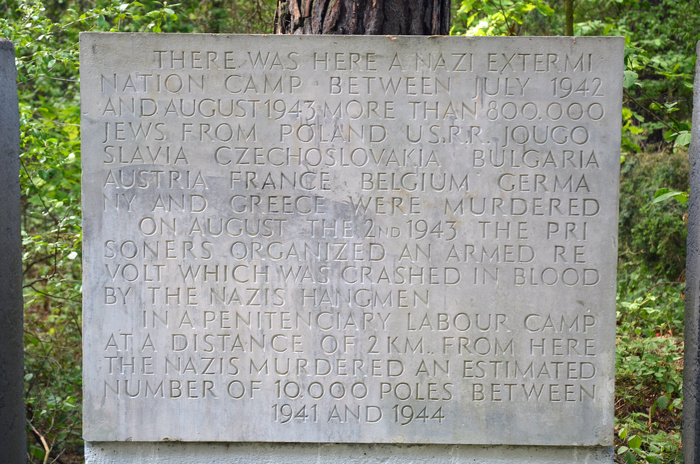 THERE WAS HERE A NAZI EXTERMI
NATION CAMP BETWEEN JULY 1942
AND AUGUST 1943 MORE THAN 800.000
JEWS FROM POLAND U.S.R.R. JOUGO
SLAVIA CZECHOSLOVAKIA BULGARIA
AUSTRIA FRANCE BELGIUM GERMA
NY AND GREECE WERE MURDERED
ON AUGUST THE 2ND 1943 THE PRI
SONERS ORGANIZED AN ARMED RE
VOLT WHICH WAS CRASHED IN BLOOD
BY THE NAZIS HANGMEN
IN A PENITENCIARY LABOUR CAMP
AT A DISTANCE OF 2 KM. FROM HERE
THE NAZIS MURDERED AN ESTIMATED
NUMBER OF 10.000 POLES BETWEEN
1941 AND 1944